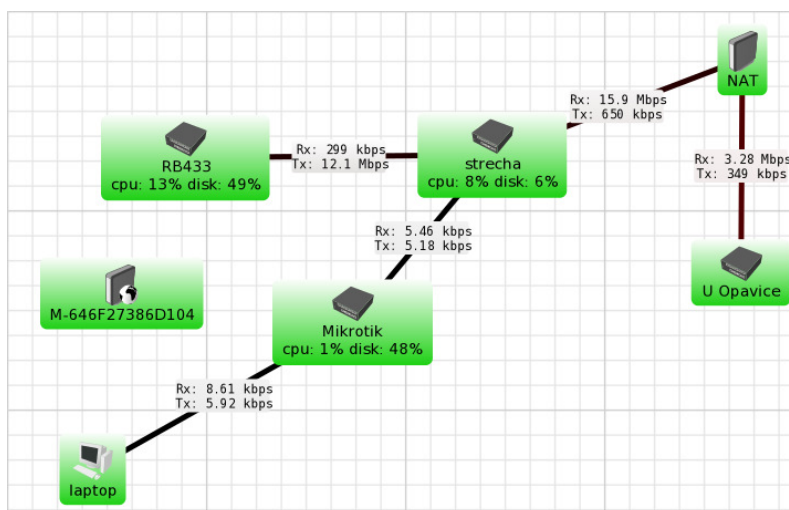 NAT
Rx: 15.9 Mbps
Tx: 650 kbps
RB433
cpu: 13% disk: 49%
Rx: 299 kbps
Tx: 12.1 Mbps
strecha
cpu: 8% disk: 6%
Rx: 3.28 Mbps
Tx: 349 kbps
Rx: 5.46 kbps
Tx: 5.18 kbps
U Opavice
M-646F27386D104
Mikrotik
cpu: 1% disk: 48%
Rx: 8.61 kbps
Tx: 5.92 kbps
laptop